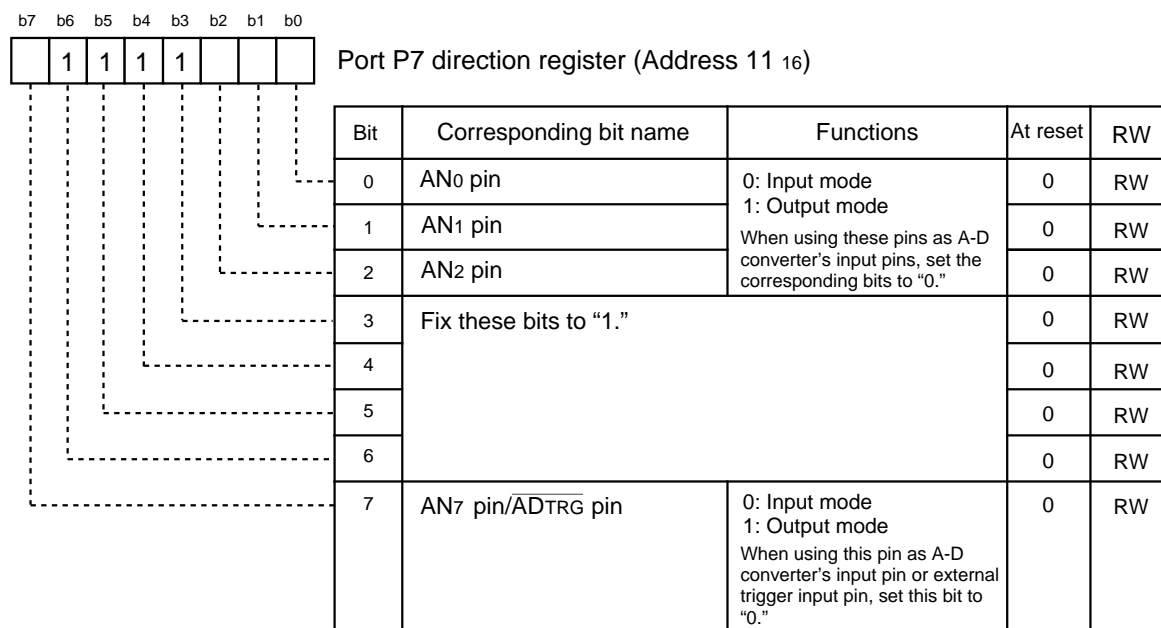 b7 b6 b5 b4 b3 b2 b1 b0
1 1 1 1
Port P7 direction register (Address 11 16)
Bit Corresponding bit name Functions At reset RW
0 AN0 pin 0: Input mode 0 RW
1: Output mode
1 AN1 pin When using these pins as A-D 0 RW
converter’s input pins, set the
2 AN2 pin corresponding bits to “0.” 0 RW
3 Fix these bits to “1.” 0 RW
4 0 RW
5 0 RW
6 0 RW
7 AN7 pin/ADTRG pin 0: Input mode 0 RW
1: Output mode
When using this pin as A-D
converter’s input pin or external
trigger input pin, set this bit to
“0.”